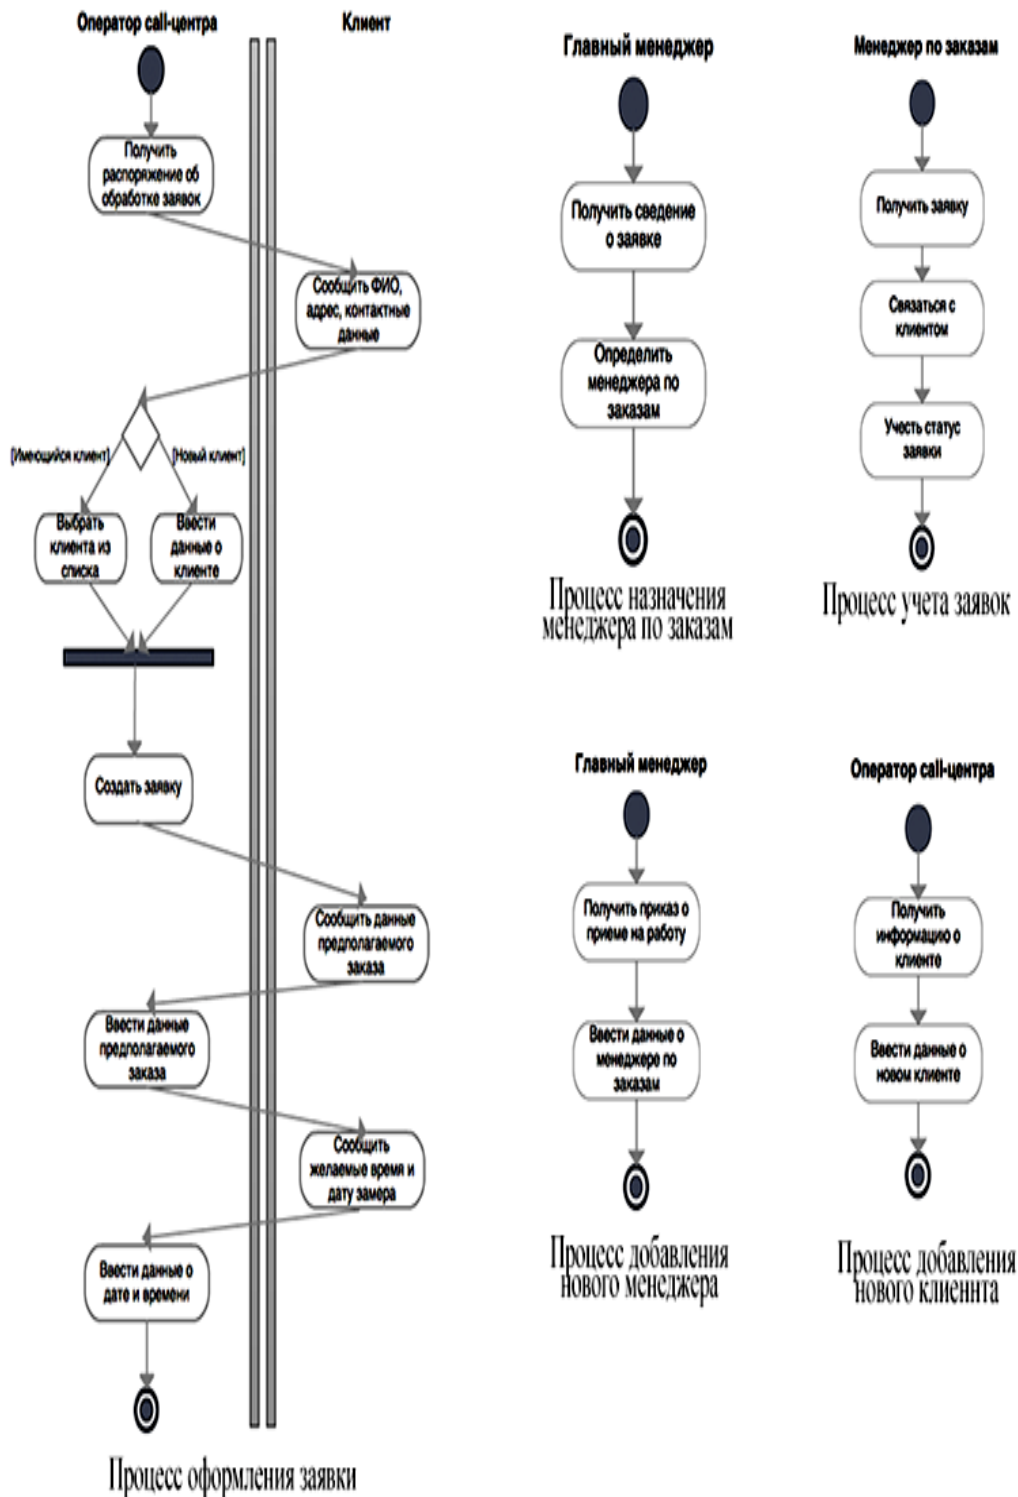 Оператор call-центра
Клиент
Получить
распоряжение об
обработке заявок
Сообщить ФИО,
адрес, контактные
данные
[Имеющийся клиент]
[Новый клиент]
Выбрать
клиента из
списка
Ввести
данные о
клиенте
Создать заявку
Сообщить данные
предполагаемого
заказа
Ввести данные
предполагаемого
заказа
Сообщить
желаемые время и
дату замера
Ввести данные о
дате и времени
Процесс оформления заявки
Главный менеджер
Получить сведение
о заявке
Определить
менеджера по
заказам
Процесс назначения
менеджера по заказам
Менеджер по заказам
Получить заявку
Связаться с
клиентом
Учесть статус
заявки
Процесс учета заявок
Главный менеджер
Получить приказ о
приеме на работу
Ввести данные о
менеджере по
заказам
Процесс добавления
нового менеджера
Оператор call-центра
Получить
информацию о
клиенте
Ввести данные о
новом клиенте
Процесс добавления
нового клиеннта